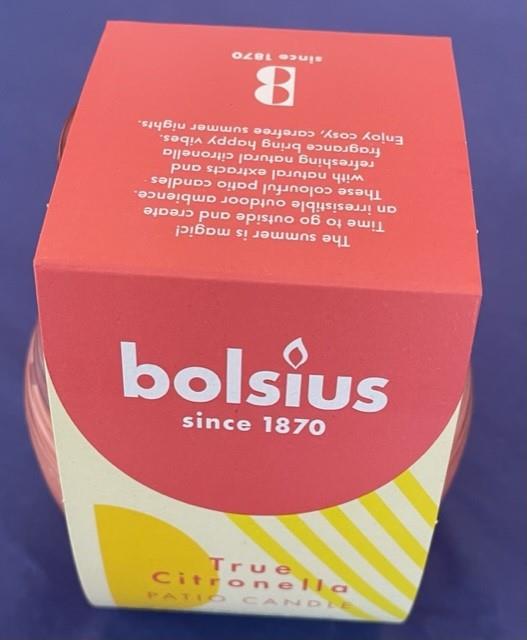 The summer is magic!
Time to go outside and create
an irresistible outdoor ambience.
These colourful patio candles
with natural extracts and
refreshing natural citronella
fragrance bring happy vibes.
Enjoy cosy, carefree summer nights.
B
since 1870
bolsius
since 1870
True
Citronella
PATIO CANDLE